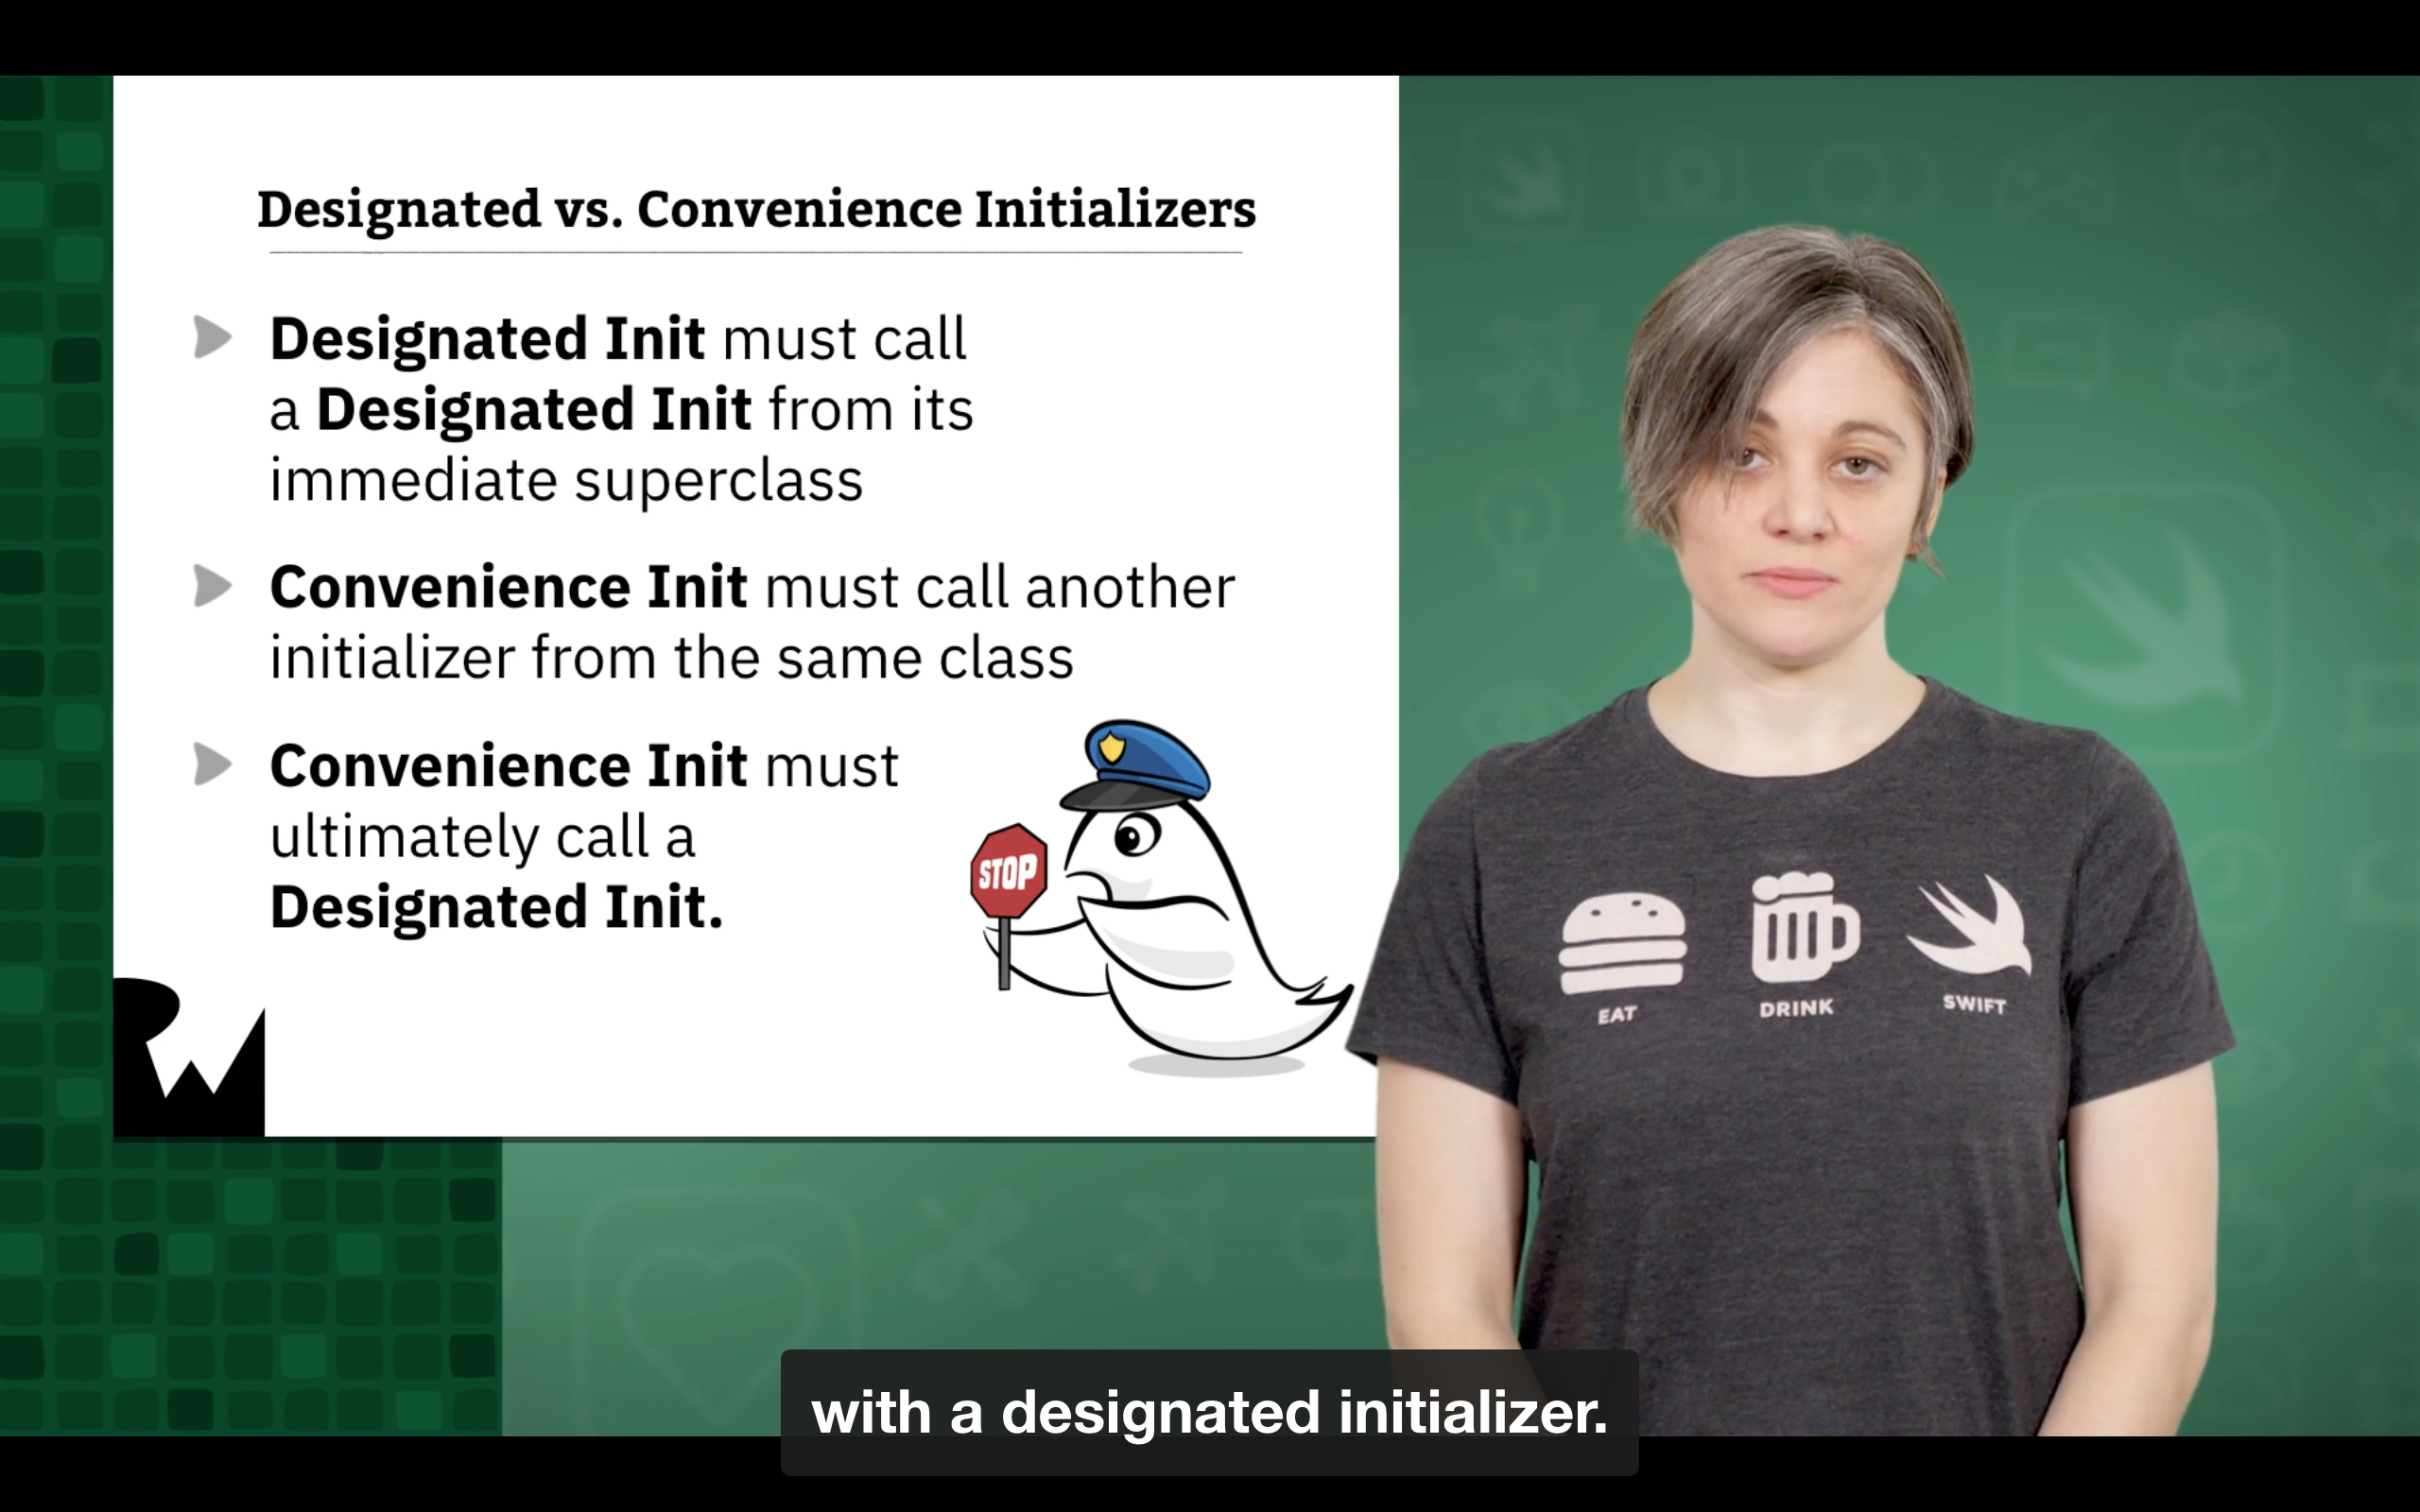 Designated vs. Convenience Initializers
Designated Init must call
a Designated Init from its
immediate superclass
Convenience Init must call another
initializer from the same class
Convenience Init must
ultimately call a
Designated Init.
STOP
EAT
DRINK
SWIFT
with a designated initializer.